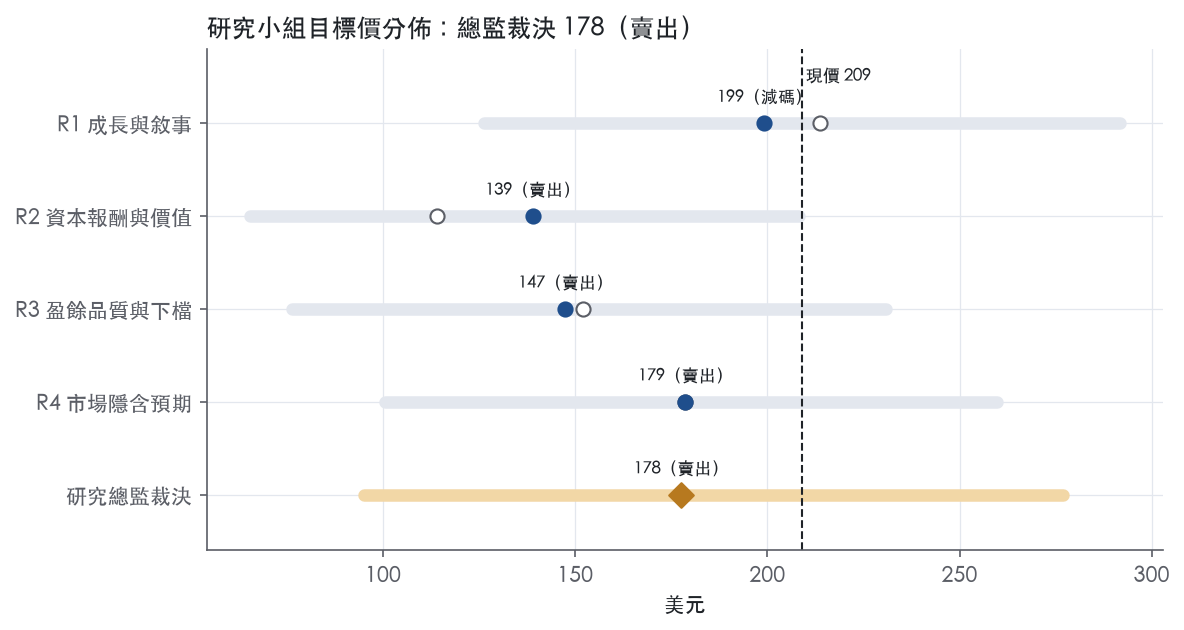 研究小組目標價分佈：總監裁決 178（賣出）
現價 209
199（減碼）
R1 成長與敘事
139（賣出）
R2 資本報酬與價值
147（賣出）
R3 盈餘品質與下檔
179（賣出）
R4 市場隱含預期
178（賣出）
研究總監裁決
100 150 200 250 300
美元